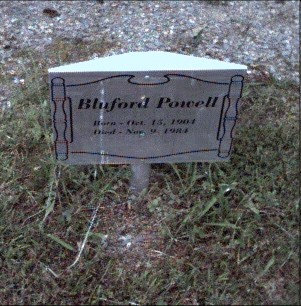 Bluford Powell
Born - Oct. 15, 1904
Died - Nov. 9, 1984